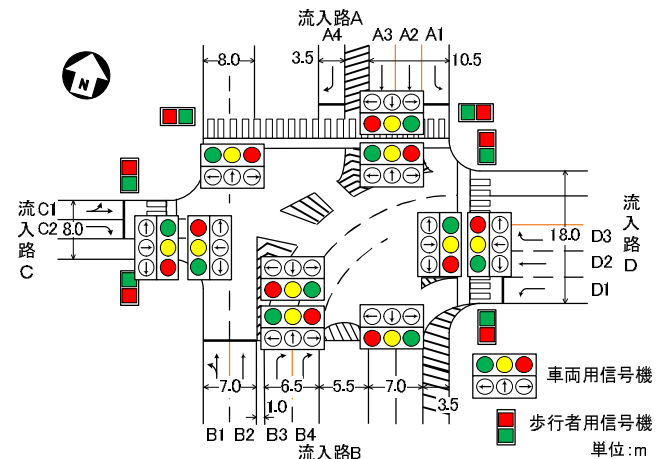 流入路A
A4 A3 A2 A1
8.0
3.5
10.5
N
流入路C
C1
C2
8.0
流入路D
18.0
D3
D2
D1
7.0
6.5
5.5
7.0
3.5
1.0
B1 B2 B3 B4
流入路B
車両用信号機
歩行者用信号機
単位:m